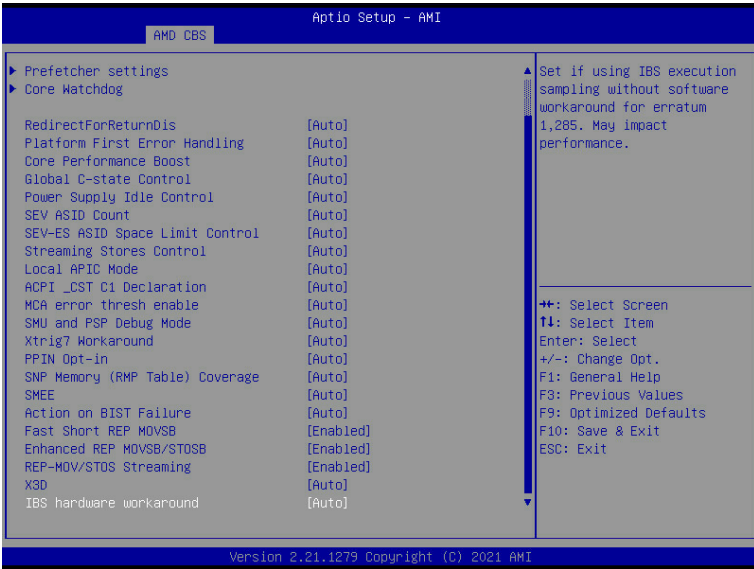 Aptio Setup – AMI
AMD CBS
Prefetcher settings
Core Watchdog
RedirectForReturnDis [Auto]
Platform First Error Handling [Auto]
Core Performance Boost [Auto]
Global C-state Control [Auto]
Power Supply Idle Control [Auto]
SEV ASID Count [Auto]
SEV-ES ASID Space Limit Control [Auto]
Streaming Stores Control [Auto]
Local APIC Mode [Auto]
ACPI _CST C1 Declaration [Auto]
MCA error thresh enable [Auto]
SMU and PSP Debug Mode [Auto]
Xtrig7 Workaround [Auto]
PPIN Opt-in [Auto]
SNP Memory (RMP Table) Coverage [Auto]
SMEE [Auto]
Action on BIST Failure [Auto]
Fast Short REP MOVSB [Enabled]
Enhanced REP MOVSB/STOSB [Enabled]
REP-MOV/STOS Streaming [Enabled]
X3D [Auto]
IBS hardware workaround [Auto]
Set if using IBS execution
sampling without software
workaround for erratum
1,285. May impact
performance.
→←: Select Screen
↑↓: Select Item
Enter: Select
+/-: Change Opt.
F1: General Help
F3: Previous Values
F9: Optimized Defaults
F10: Save & Exit
ESC: Exit
Version 2.21.1279 Copyright (C) 2021 AMI